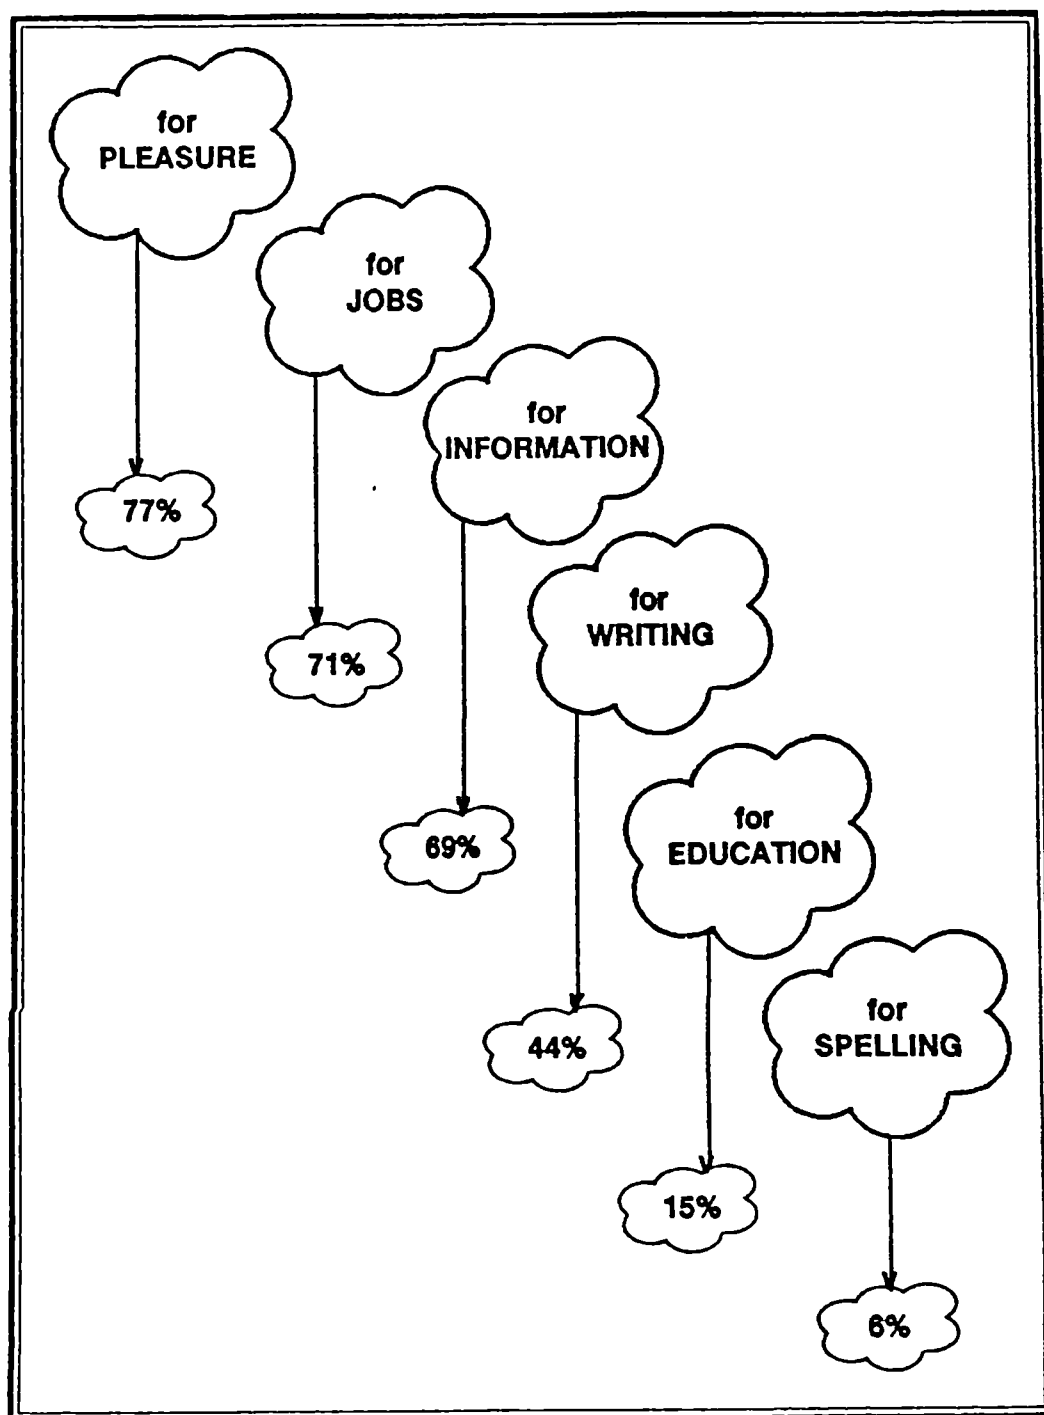 for
PLEASURE
77%
for
JOBS
71%
for
INFORMATION
69%
for
WRITING
44%
for
EDUCATION
15%
for
SPELLING
6%